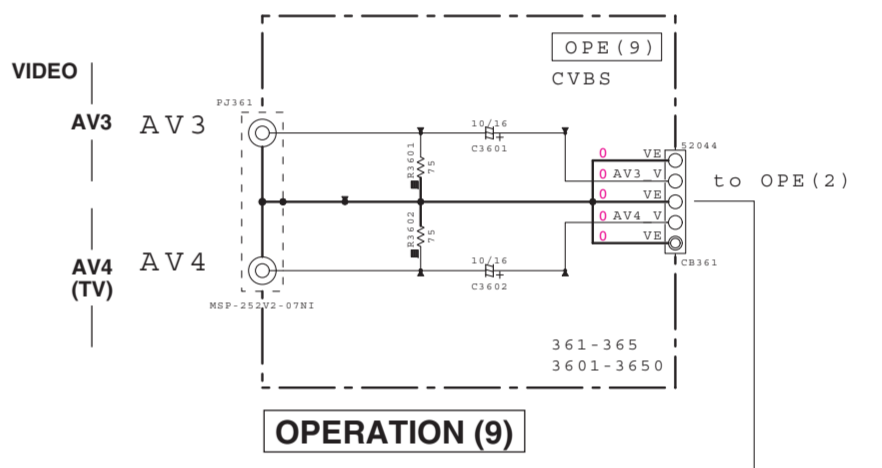 OPE(9)
CVBS
VIDEO
PJ361
AV3
AV3
10/16
C3601
R3601
75
52044
0 VE
0 AV3_V
0 VE
0 AV4_V
0 VE
to OPE(2)
R3602
75
AV4
(TV)
AV4
10/16
C3602
CB361
MSP-252V2-07NI
361-365
3601-3650
OPERATION (9)